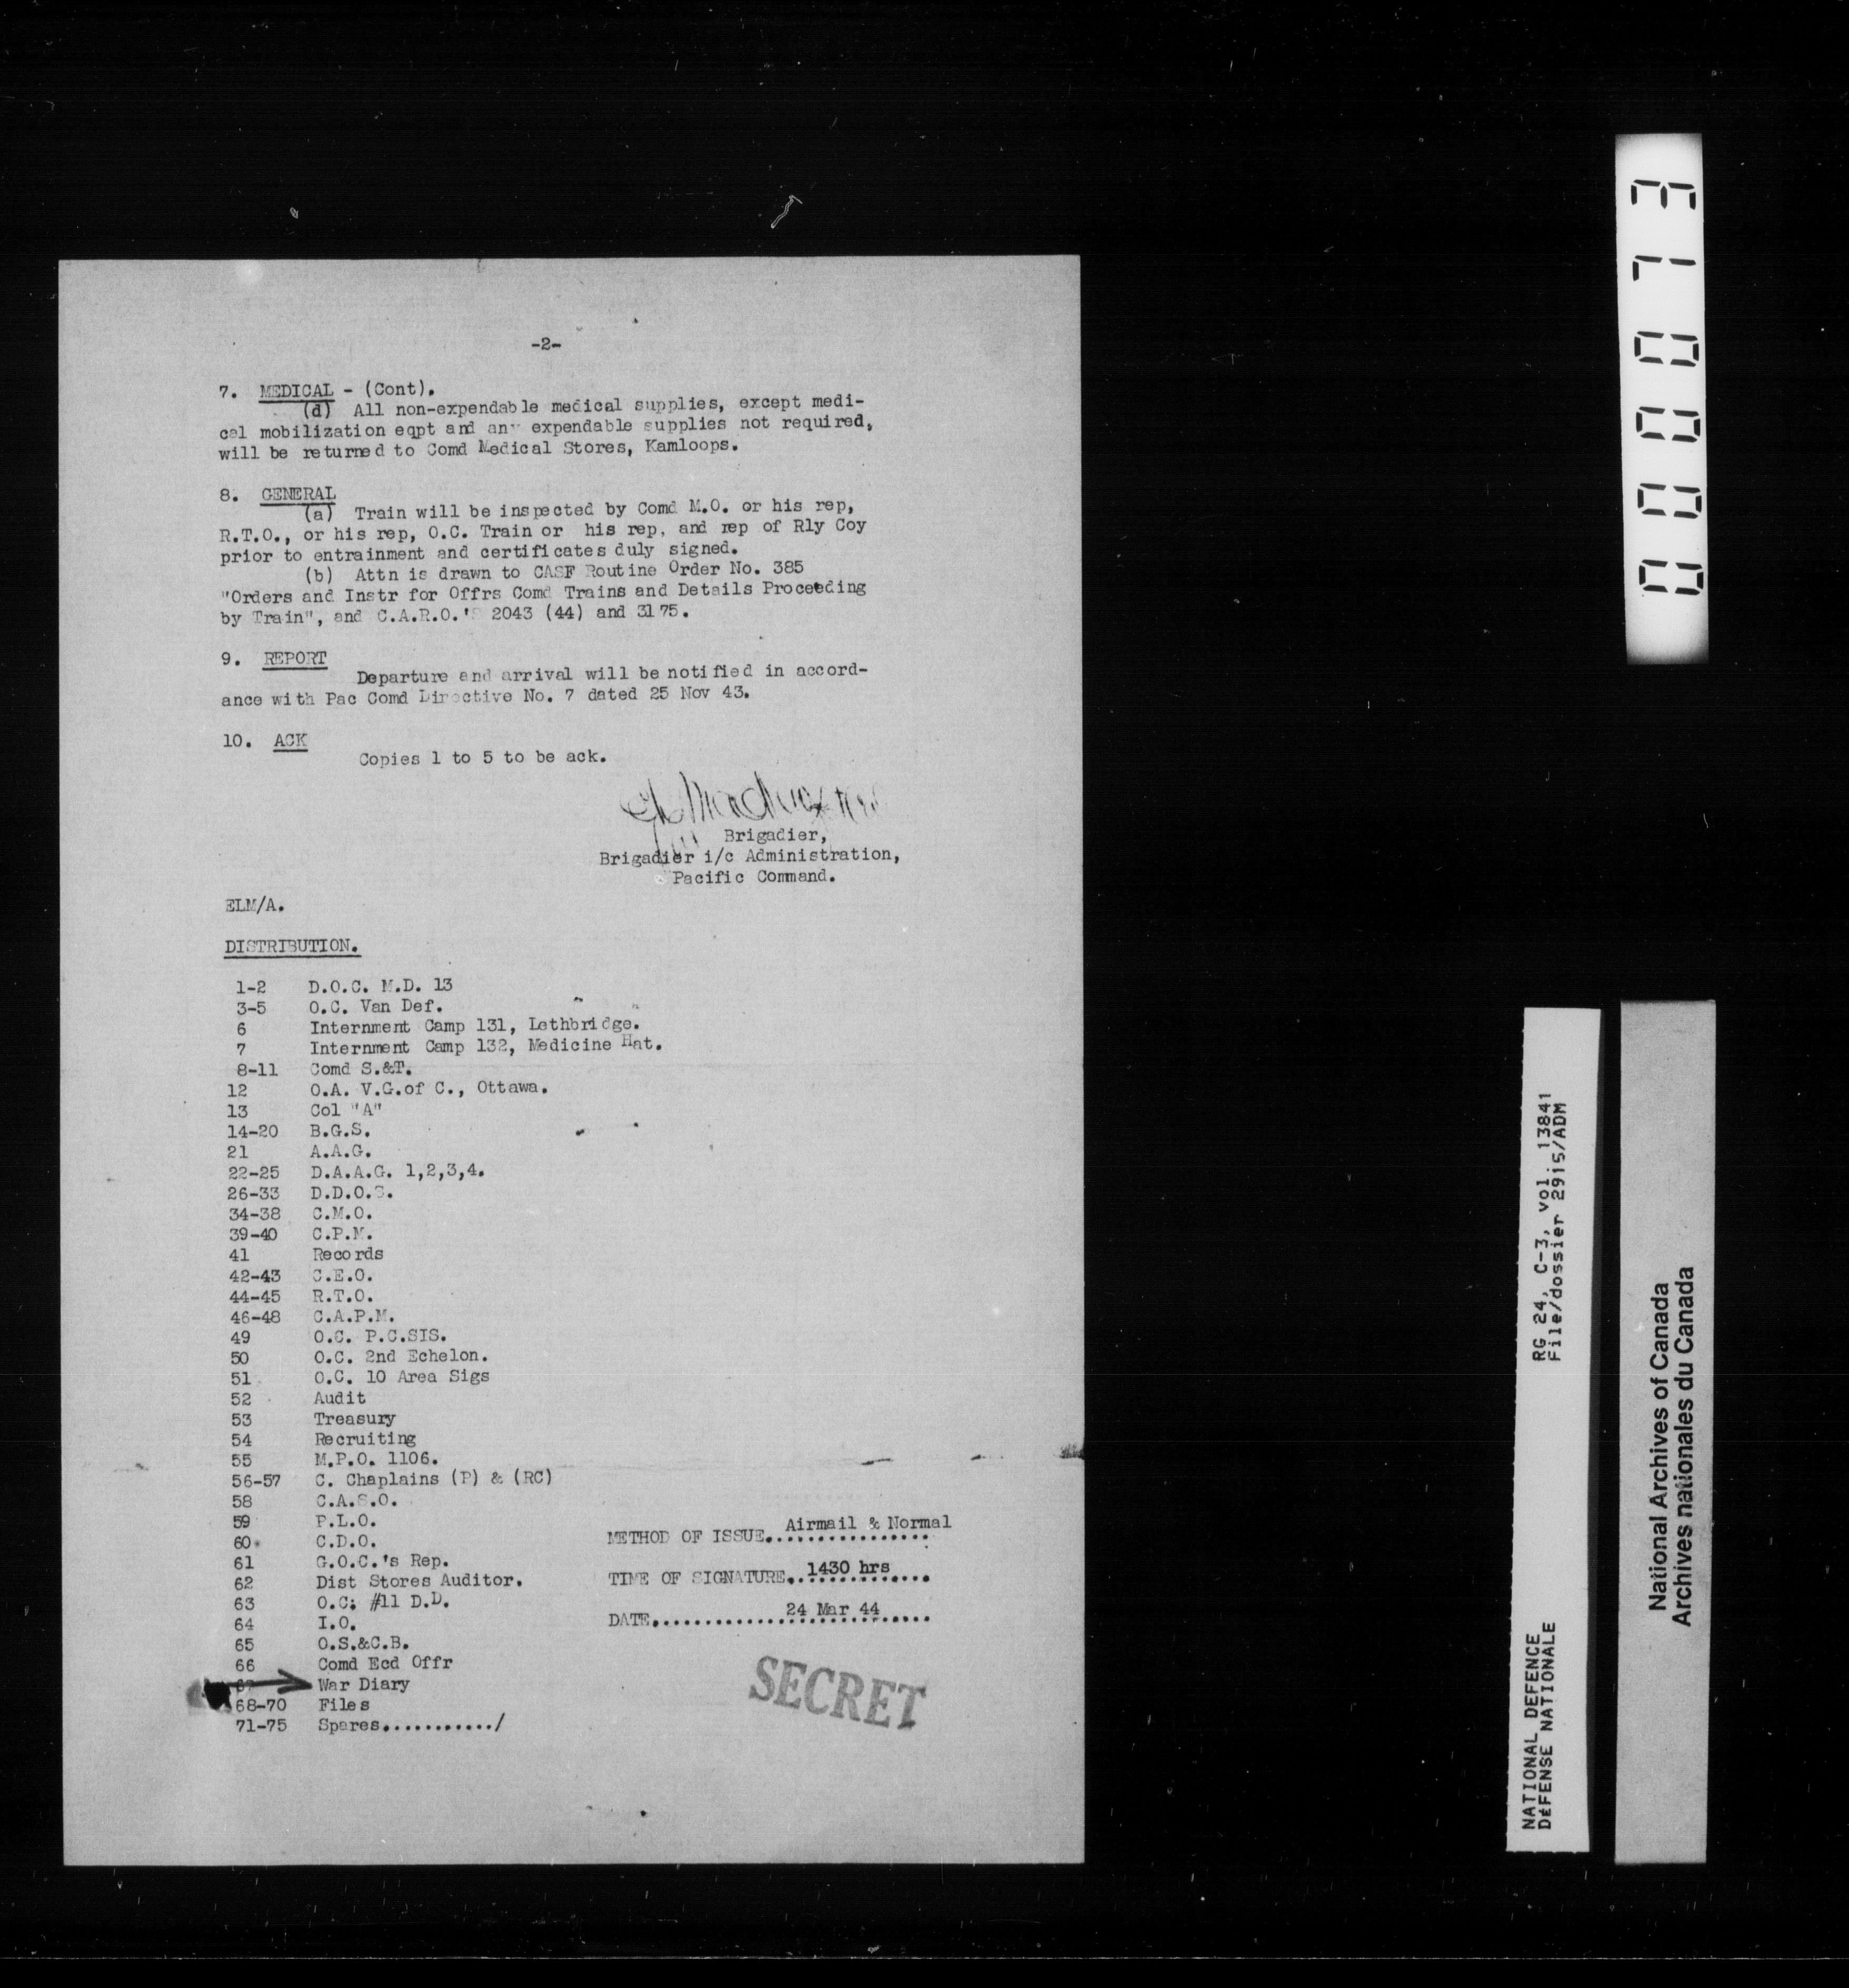 -2-
7. MEDICAL - (Cont).
(d) All non-expendable medical supplies, except medi-
cal mobilization eqpt and any expendable supplies not required,
will be returned to Comd Medical Stores, Kamloops.
8. GENERAL
(a) Train will be inspected by Comd M.O. or his rep,
R.T.O., or his rep, O.C. Train or his rep, and rep of Rly Coy
prior to entrainment and certificates duly signed.
(b) Attn is drawn to CASF Routine Order No. 385
"Orders and Instr for Offrs Comd Trains and Details Proceeding
by Train", and C.A.R.O.'S 2043 (44) and 3175.
9. REPORT
Departure and arrival will be notified in accord-
ance with Pac Comd Directive No. 7 dated 25 Nov 43.
10. ACK
Copies 1 to 5 to be ack.
Brigadier,
Brigadier i/c Administration,
Pacific Command.
ELM/A.
DISTRIBUTION.
1-2 D.O.C. M.D. 13
3-5 O.C. Van Def.
6 Internment Camp 131, Lethbridge.
7 Internment Camp 132, Medicine Hat.
8-11 Comd S.&T.
12 O.A. V.G.of C., Ottawa.
13 Col "A"
14-20 B.G.S.
21 A.A.G.
22-25 D.A.A.G. 1,2,3,4.
26-33 D.D.O.S.
34-38 C.M.O.
39-40 C.P.M.
41 Records
42-43 C.E.O.
44-45 R.T.O.
46-48 C.A.P.M.
49 O.C. P.C.SIS.
50 O.C. 2nd Echelon.
51 O.C. 10 Area Sigs
52 Audit
53 Treasury
54 Recruiting
55 M.P.O. 1106.
56-57 C. Chaplains (P) & (RC)
58 C.A.S.O.
59 P.L.O.
60 C.D.O.
61 G.O.C.'s Rep.
62 Dist Stores Auditor.
63 O.C: #11 D.D.
64 I.O.
65 O.S.&C.B.
66 Comd Ecd Offr
67 War Diary
68-70 Files
71-75 Spares.........../
METHOD OF ISSUE. Airmail & Normal
TIME OF SIGNATURE. 1430 hrs
DATE. 24 Mar 44
SECRET
000073
RG 24, C-3, vol. 13841
File/dossier 2915/ADM
NATIONAL DEFENCE
DÉFENSE NATIONALE
National Archives of Canada
Archives nationales du Canada